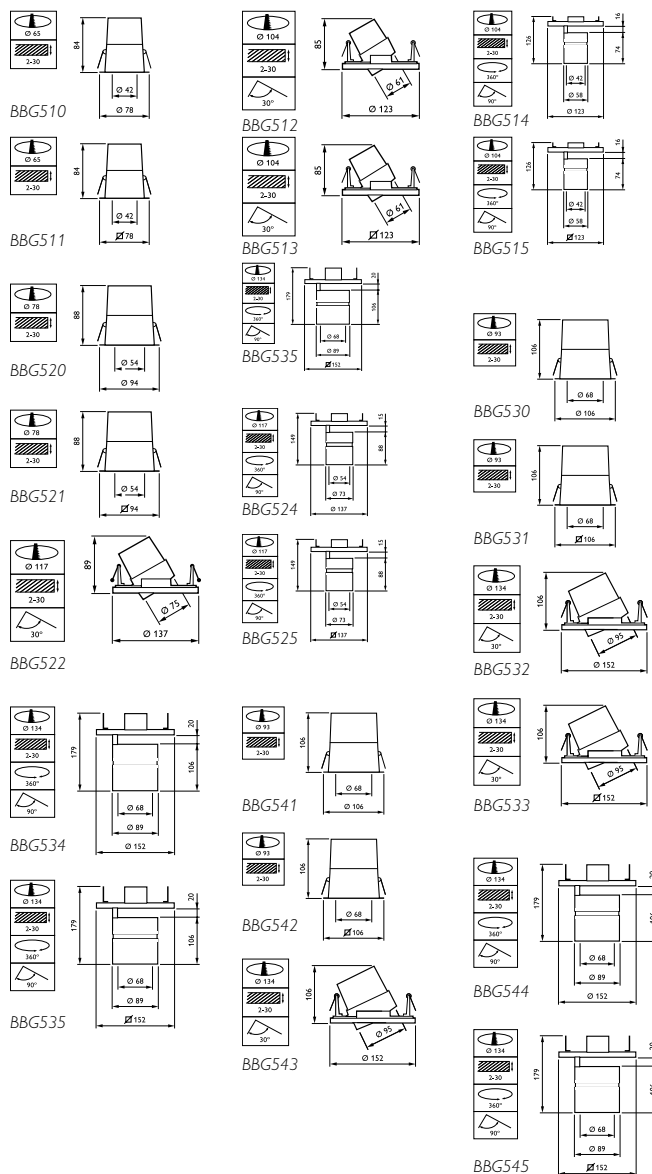 Ø 65
2-30
84
Ø 42
Ø 78
BBG510
Ø 65
2-30
84
Ø 42
78
BBG511
Ø 78
2-30
88
Ø 54
Ø 94
BBG520
Ø 78
2-30
88
Ø 54
94
BBG521
Ø 117
2-30
30°
89
Ø 75
Ø 137
BBG522
Ø 134
2-30
360°
90°
179
20
106
Ø 68
Ø 89
Ø 152
BBG534
Ø 134
2-30
360°
90°
179
20
106
Ø 68
Ø 89
152
BBG535
Ø 104
2-30
30°
85
Ø 61
Ø 123
BBG512
Ø 104
2-30
30°
85
Ø 61
123
BBG513
Ø 134
2-30
360°
90°
179
20
106
Ø 68
Ø 89
152
BBG535
Ø 117
2-30
360°
90°
149
15
88
Ø 54
Ø 73
Ø 137
BBG524
Ø 117
2-30
360°
90°
149
15
88
Ø 54
Ø 73
137
BBG525
Ø 93
2-30
106
Ø 68
Ø 106
BBG541
Ø 93
2-30
106
Ø 68
106
BBG542
Ø 134
2-30
30°
106
Ø 95
Ø 152
BBG543
Ø 104
2-30
360°
90°
126
16
74
Ø 42
Ø 58
Ø 123
BBG514
Ø 104
2-30
360°
90°
126
16
74
Ø 42
Ø 58
123
BBG515
Ø 93
2-30
106
Ø 68
Ø 106
BBG530
Ø 93
2-30
106
Ø 68
106
BBG531
Ø 134
2-30
30°
106
Ø 95
Ø 152
BBG532
Ø 134
2-30
30°
106
Ø 95
152
BBG533
Ø 134
2-30
360°
90°
179
Ø 68
Ø 89
Ø 152
BBG544
Ø 134
2-30
360°
90°
179
Ø 68
Ø 89
152
BBG545